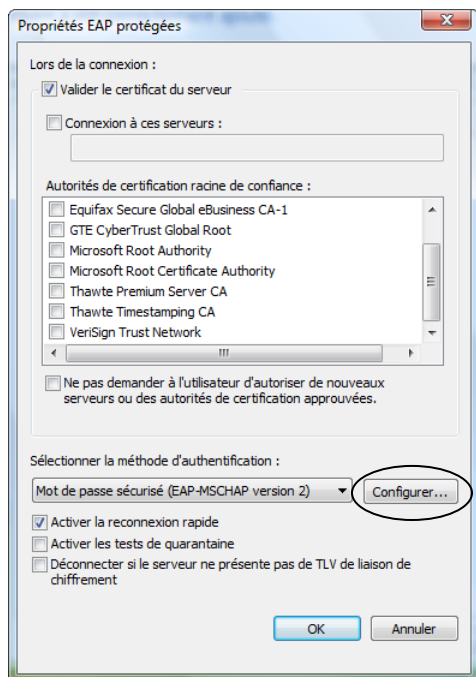 Propriétés EAP protégées
Lors de la connexion :
Valider le certificat du serveur
Connexion à ces serveurs :
Autorités de certification racine de confiance :
Equifax Secure Global eBusiness CA-1
GTE CyberTrust Global Root
Microsoft Root Authority
Microsoft Root Certificate Authority
Thawte Premium Server CA
Thawte Timestamping CA
VeriSign Trust Network
Ne pas demander à l'utilisateur d'autoriser de nouveaux
serveurs ou des autorités de certification approuvées.
Sélectionner la méthode d'authentification :
Mot de passe sécurisé (EAP-MSCHAP version 2)
Configurer...
Activer la reconnexion rapide
Activer les tests de quarantaine
Déconnecter si le serveur ne présente pas de TLV de liaison de
chiffrement
OK
Annuler